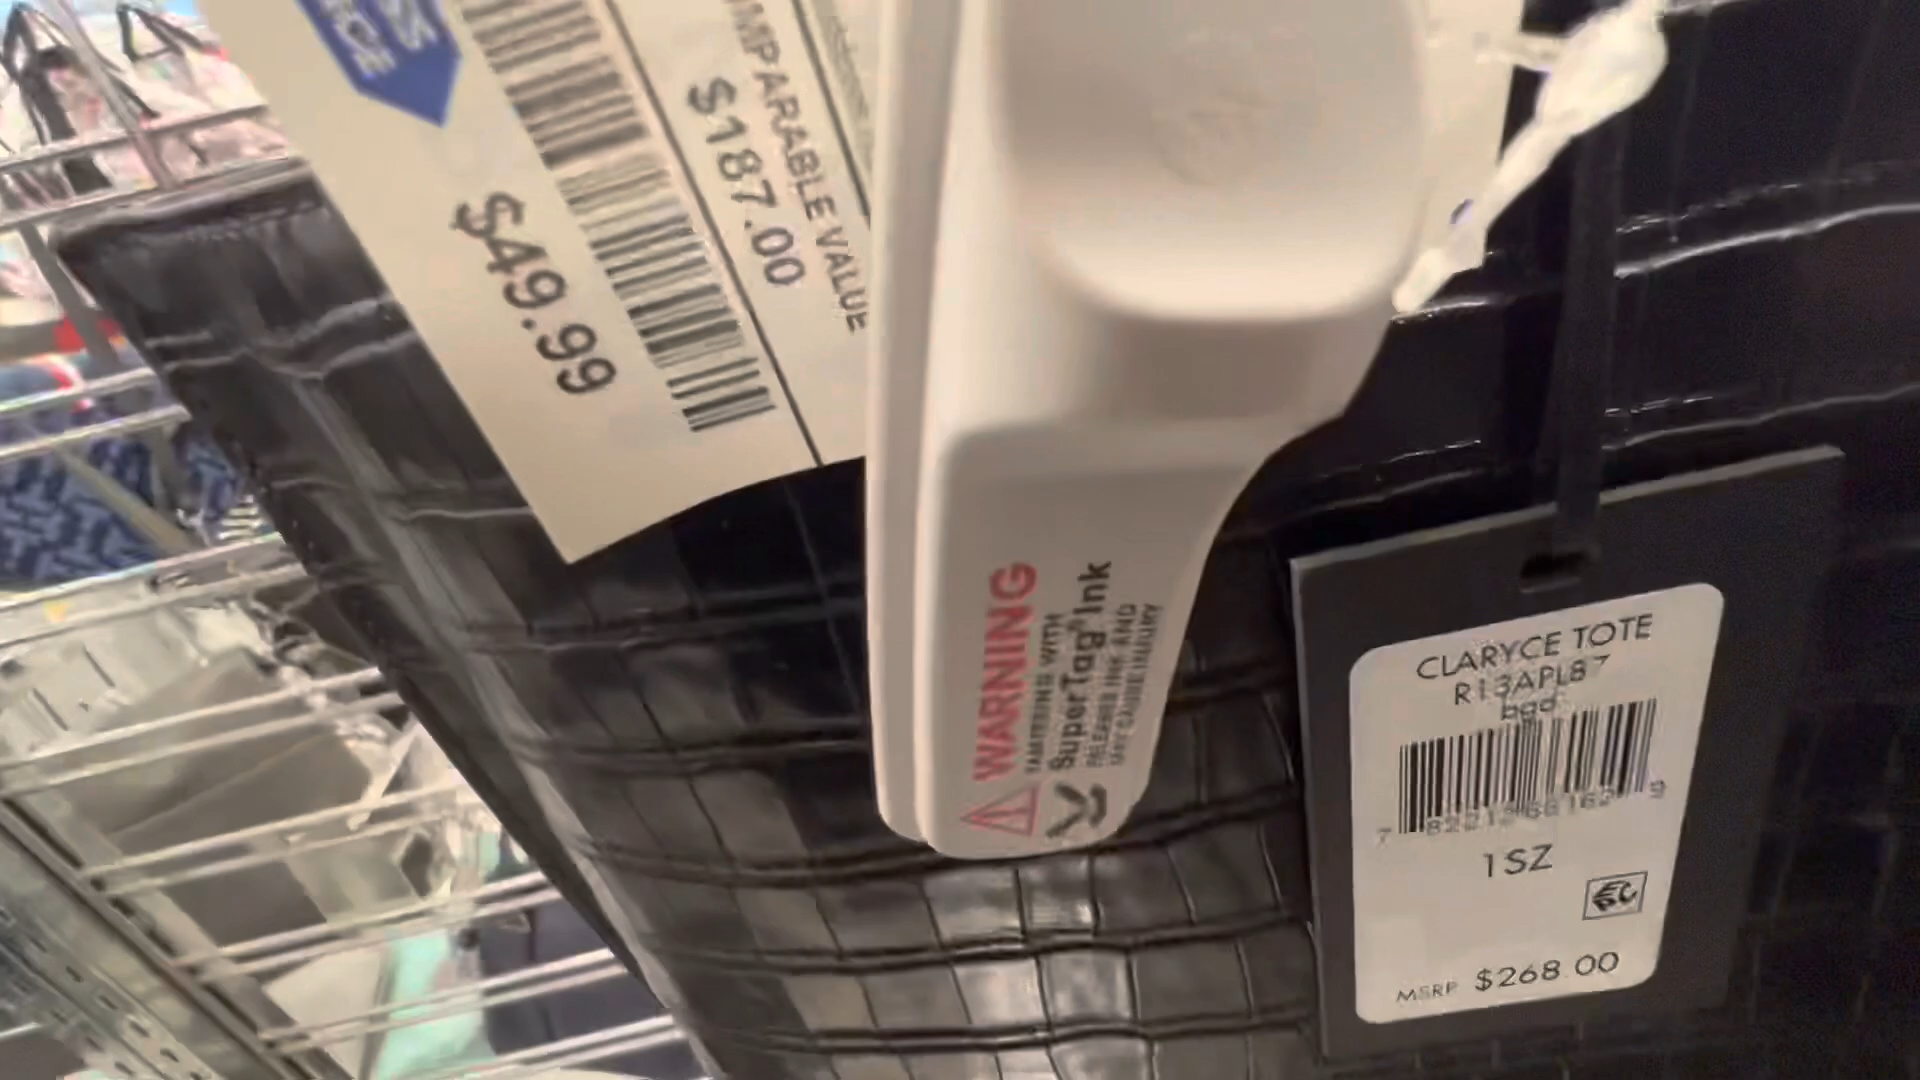 COMPARABLE VALUE
$187.00
$49.99
WARNING
TAMPERING WITH
SuperTag® Ink
RELEASES INK AND
MAY CAUSE INJURY
CLARYCE TOTE
R13APL87
bgd
1SZ
MSRP $268.00